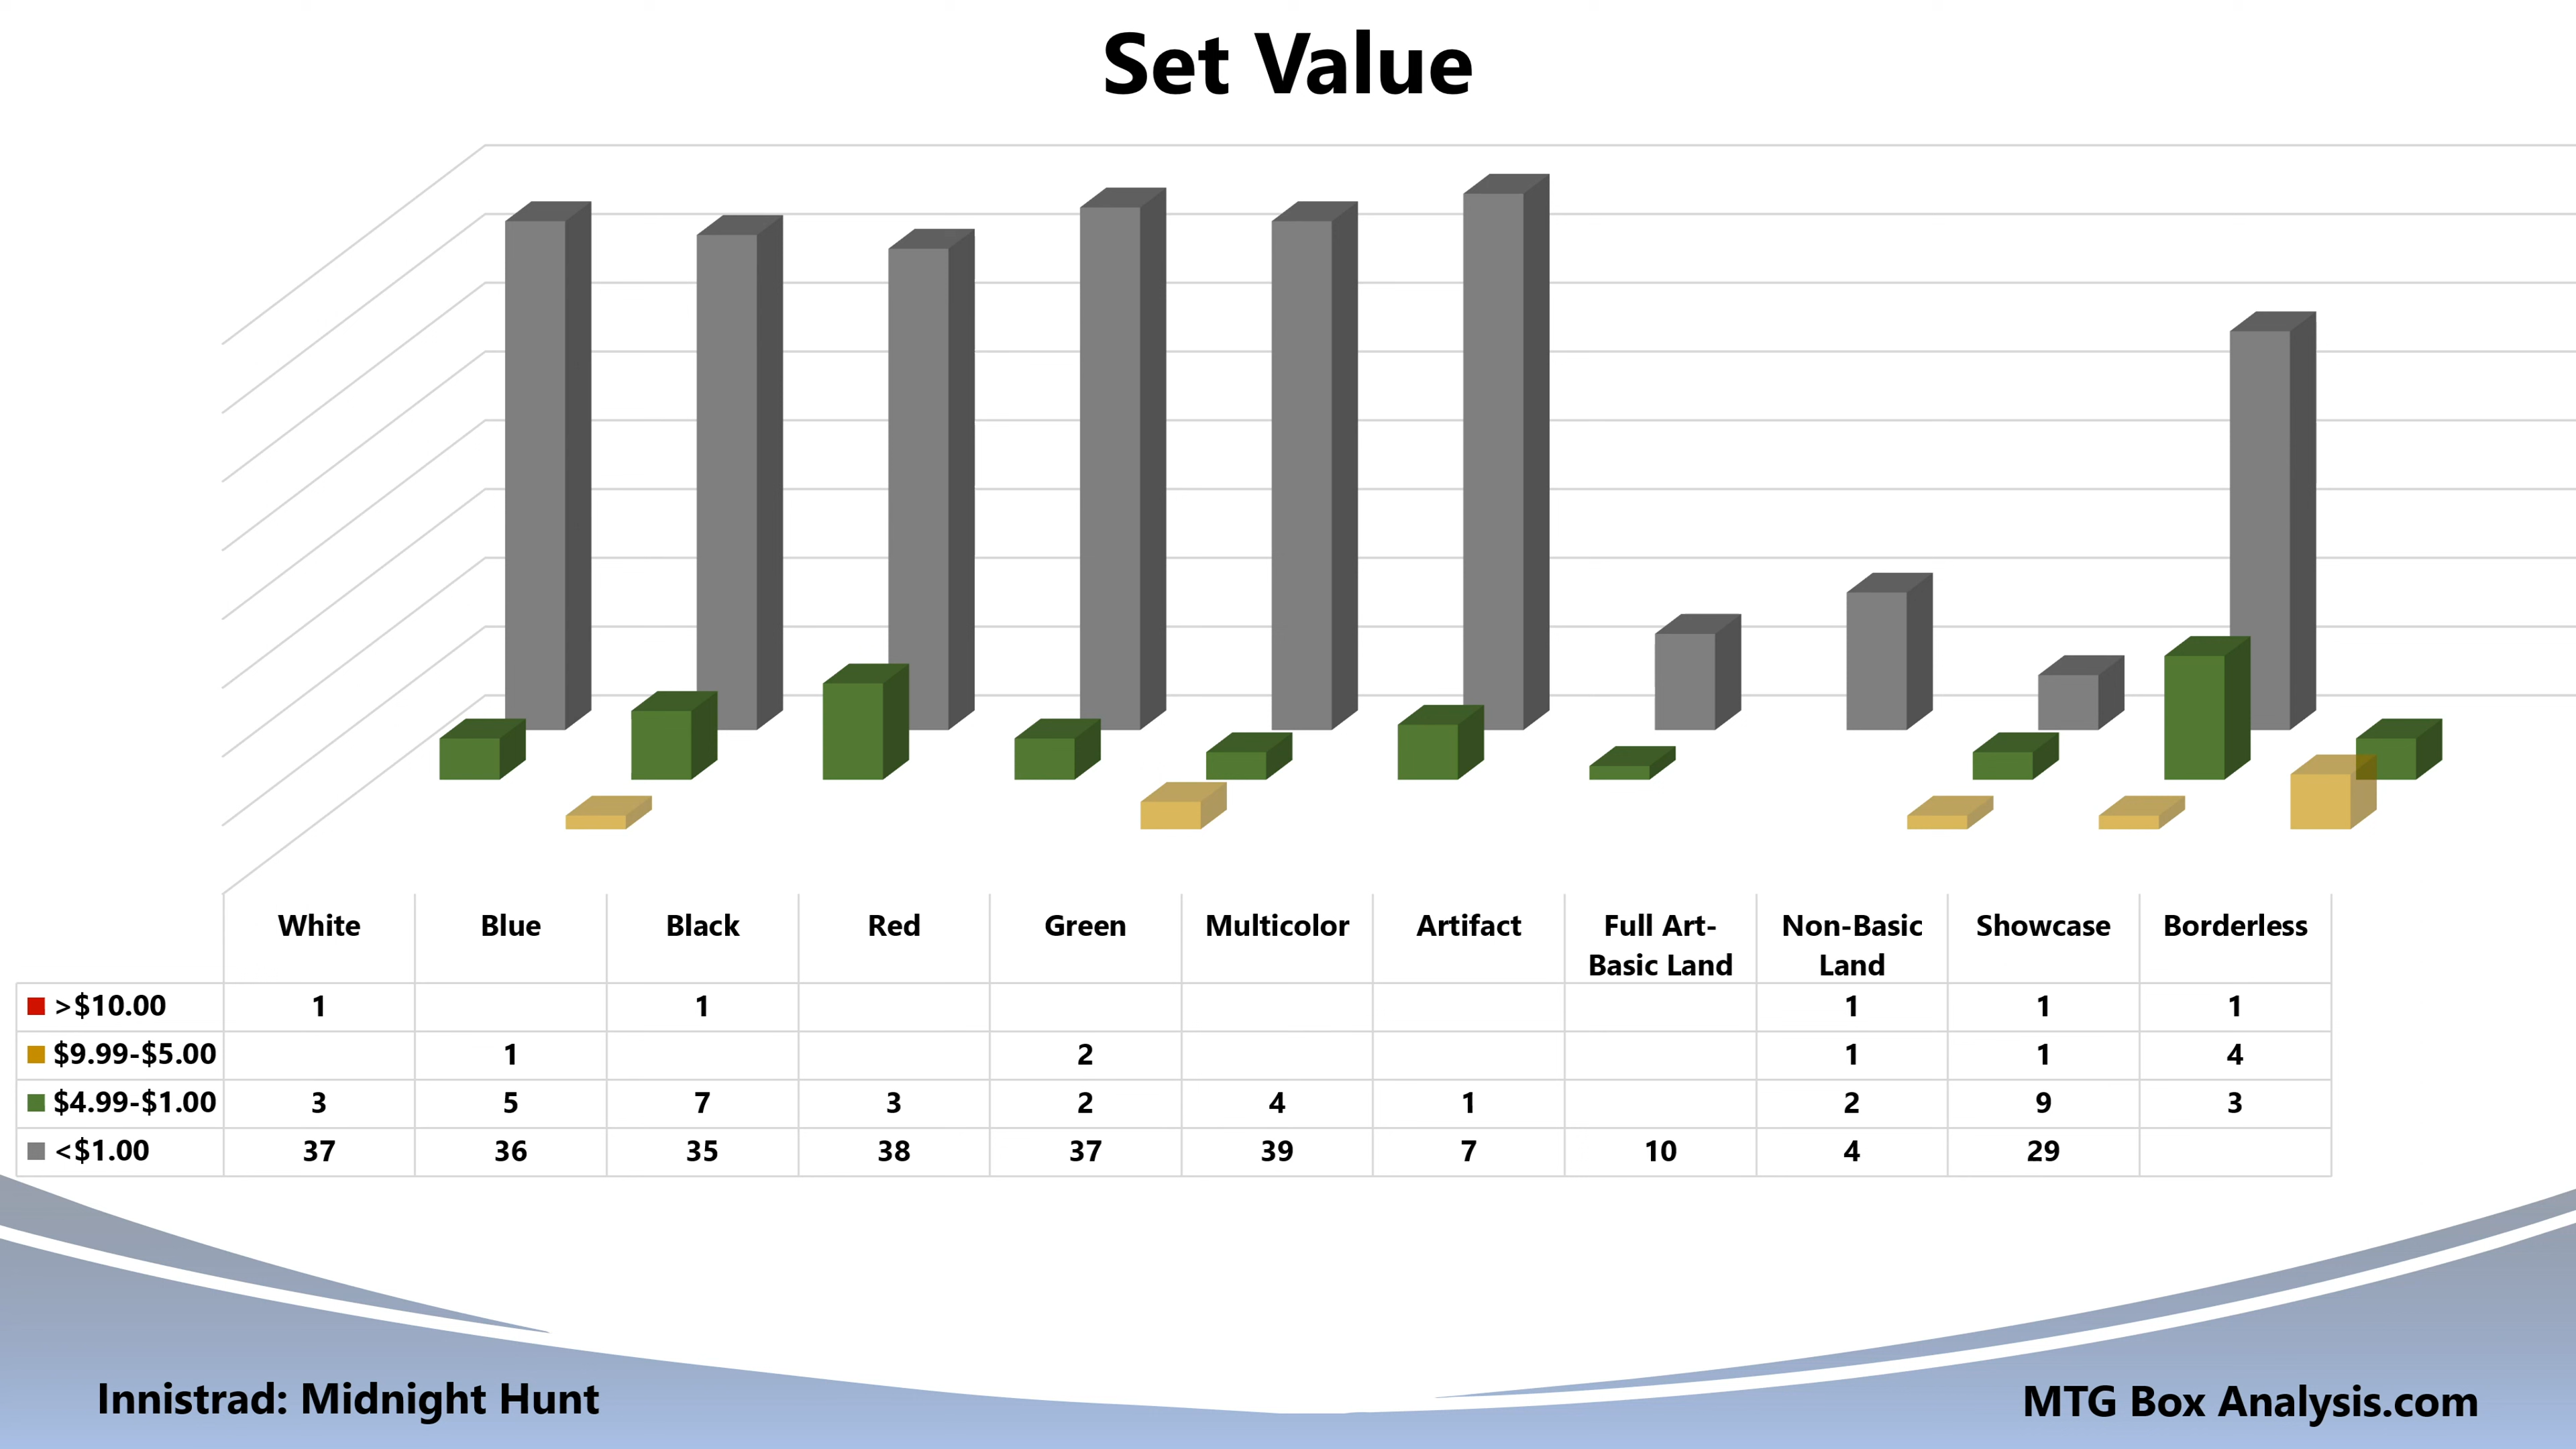 Set Value
White Blue Black Red Green Multicolor Artifact Full Art- Non-Basic Showcase Borderless
Basic Land Land
>$10.00 1 1 1 1 1
$9.99-$5.00 1 2 1 1 4
$4.99-$1.00 3 5 7 3 2 4 1 2 9 3
<$1.00 37 36 35 38 37 39 7 10 4 29
Innistrad: Midnight Hunt
MTG Box Analysis.com